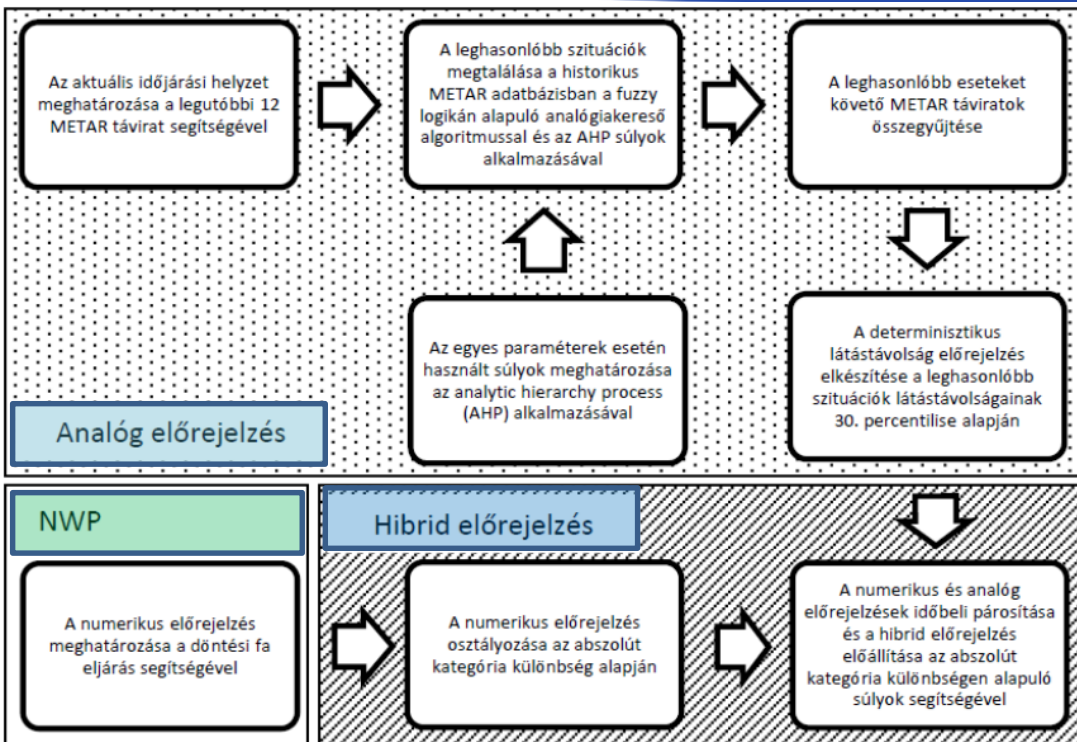 Az aktuális időjárási helyzet
meghatározása a legutóbbi 12
METAR távirat segítségével
A leghasonlóbb szituációk
megtalálása a historikus
METAR adatbázisban a fuzzy
logikán alapuló analógiakereső
algoritmussal és az AHP súlyok
alkalmazásával
A leghasonlóbb eseteket
követő METAR táviratok
összegyűjtése
Az egyes paraméterek esetén
használt súlyok meghatározása
az analytic hierarchy process
(AHP) alkalmazásával
A determinisztikus
látástávolság előrejelzés
elkészítése a leghasonlóbb
szituációk látástávolságainak
30. percentilise alapján
Analóg előrejelzés
NWP
Hibrid előrejelzés
A numerikus előrejelzés
meghatározása a döntési fa
eljárás segítségével
A numerikus előrejelzés
osztályozása az abszolút
kategória különbség alapján
A numerikus és analóg
előrejelzések időbeli párosítása
és a hibrid előrejelzés
előállítása az abszolút
kategória különbségen alapuló
súlyok segítségével